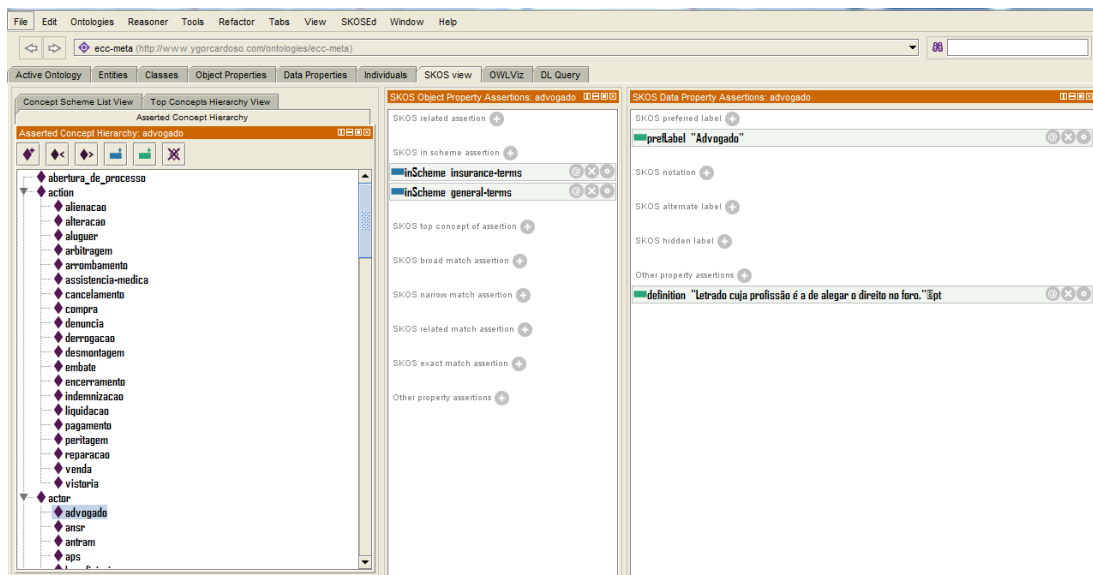 File Edit Ontologies Reasoner Tools Refactor Tabs View SKOSEd Window Help
ecc-meta (http://www.ygorcardoso.com/ontologies/ecc-meta)
Active Ontology Entities Classes Object Properties Data Properties Individuals SKOS view OWLViz DL Query
Concept Scheme List View Top Concepts Hierarchy View
Asserted Concept Hierarchy
Asserted Concept Hierarchy: advogado
abertura_de_processo
action
alienacao
alteracao
aluguer
arbitragem
arrombamento
assistencia-medica
cancelamento
compra
denuncia
derrogacao
desmontagem
embate
encerramento
indemnizacao
liquidacao
pagamento
peritagem
reparacao
venda
vistoria
actor
advogado
ansr
antram
aps
SKOS Object Property Assertions: advogado
SKOS related assertion
SKOS in scheme assertion
inScheme insurance-terms
inScheme general-terms
SKOS top concept of assertion
SKOS broad match assertion
SKOS narrow match assertion
SKOS related match assertion
SKOS exact match assertion
Other property assertions
SKOS Data Property Assertions: advogado
SKOS preferred label
prefLabel "Advogado"
SKOS notation
SKOS alternate label
SKOS hidden label
Other property assertions
definition "Letrado cuja profissão é a de alegar o direito no foro."@pt